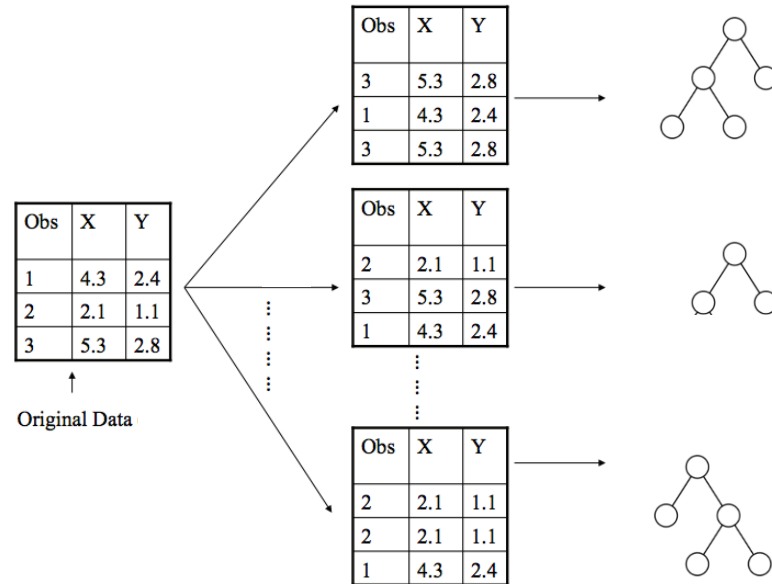 Obs X Y
3 5.3 2.8
1 4.3 2.4
3 5.3 2.8
Obs X Y
1 4.3 2.4
2 2.1 1.1
3 5.3 2.8
Original Data
Obs X Y
2 2.1 1.1
3 5.3 2.8
1 4.3 2.4
Obs X Y
2 2.1 1.1
2 2.1 1.1
1 4.3 2.4